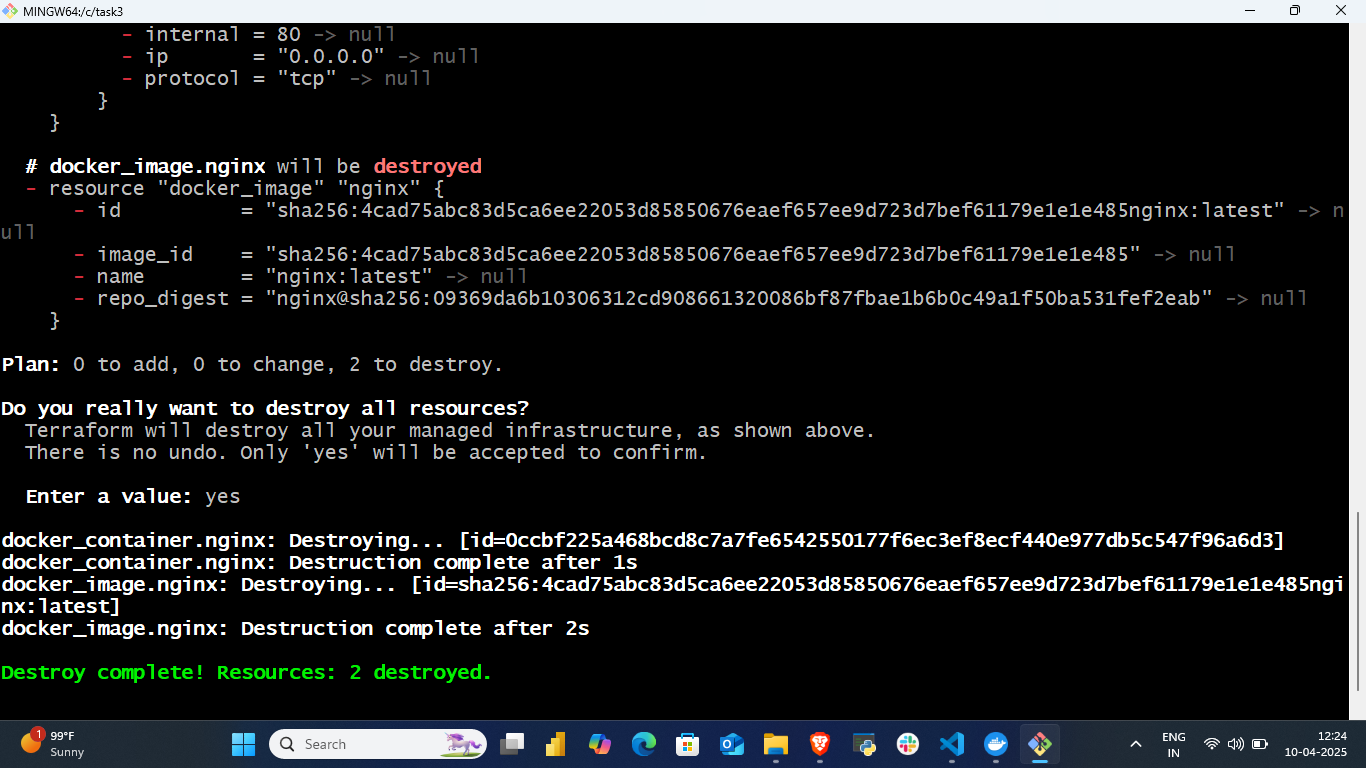 MINGW64:/c/task3
- internal = 80 -> null
- ip       = "0.0.0.0" -> null
- protocol = "tcp" -> null
}
}
# docker_image.nginx will be destroyed
- resource "docker_image" "nginx" {
- id          = "sha256:4cad75abc83d5ca6ee22053d85850676eaef657ee9d723d7bef61179e1e1e485nginx:latest" -> n
ull
- image_id    = "sha256:4cad75abc83d5ca6ee22053d85850676eaef657ee9d723d7bef61179e1e1e485" -> null
- name        = "nginx:latest" -> null
- repo_digest = "nginx@sha256:09369da6b10306312cd908661320086bf87fbae1b6b0c49a1f50ba531fef2eab" -> null
}
Plan: 0 to add, 0 to change, 2 to destroy.
Do you really want to destroy all resources?
Terraform will destroy all your managed infrastructure, as shown above.
There is no undo. Only 'yes' will be accepted to confirm.
Enter a value: yes
docker_container.nginx: Destroying... [id=0ccbf225a468bcd8c7a7fe6542550177f6ec3ef8ecf440e977db5c547f96a6d3]
docker_container.nginx: Destruction complete after 1s
docker_image.nginx: Destroying... [id=sha256:4cad75abc83d5ca6ee22053d85850676eaef657ee9d723d7bef61179e1e1e485ngi
nx:latest]
docker_image.nginx: Destruction complete after 2s
Destroy complete! Resources: 2 destroyed.
1
99°F
Sunny
Search
ENG
IN
12:24
10-04-2025